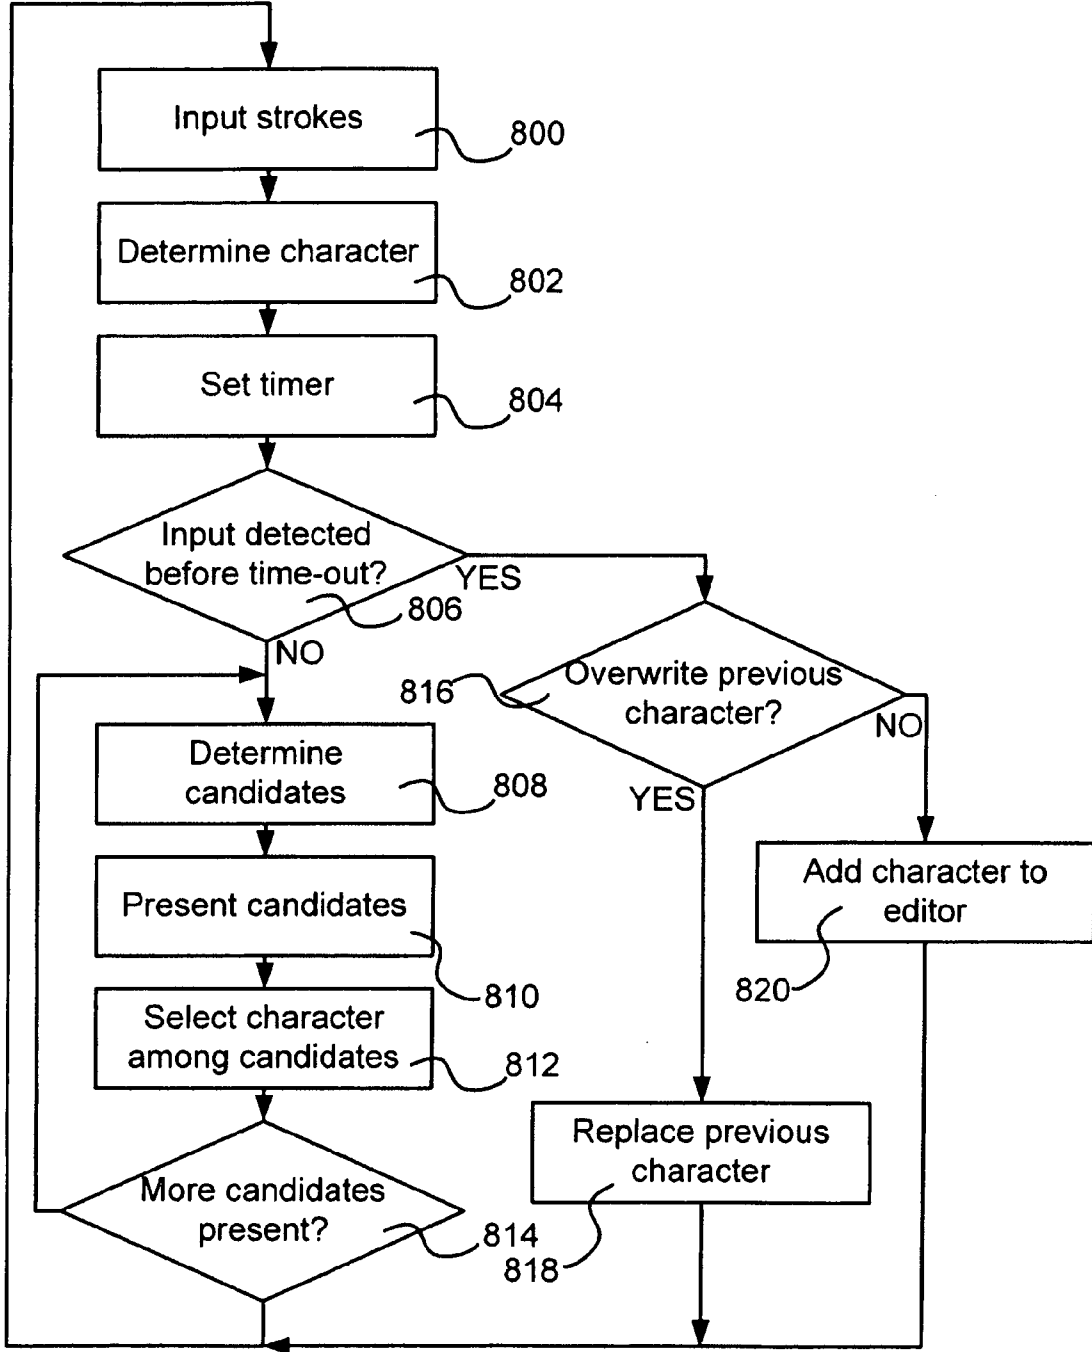 Input strokes
800
Determine character
802
Set timer
804
Input detected
before time-out?
YES
806
NO
816
Overwrite previous
character?
NO
YES
Determine
candidates
808
Add character to
editor
820
Present candidates
810
Select character
among candidates
812
Replace previous
character
818
More candidates
present?
814